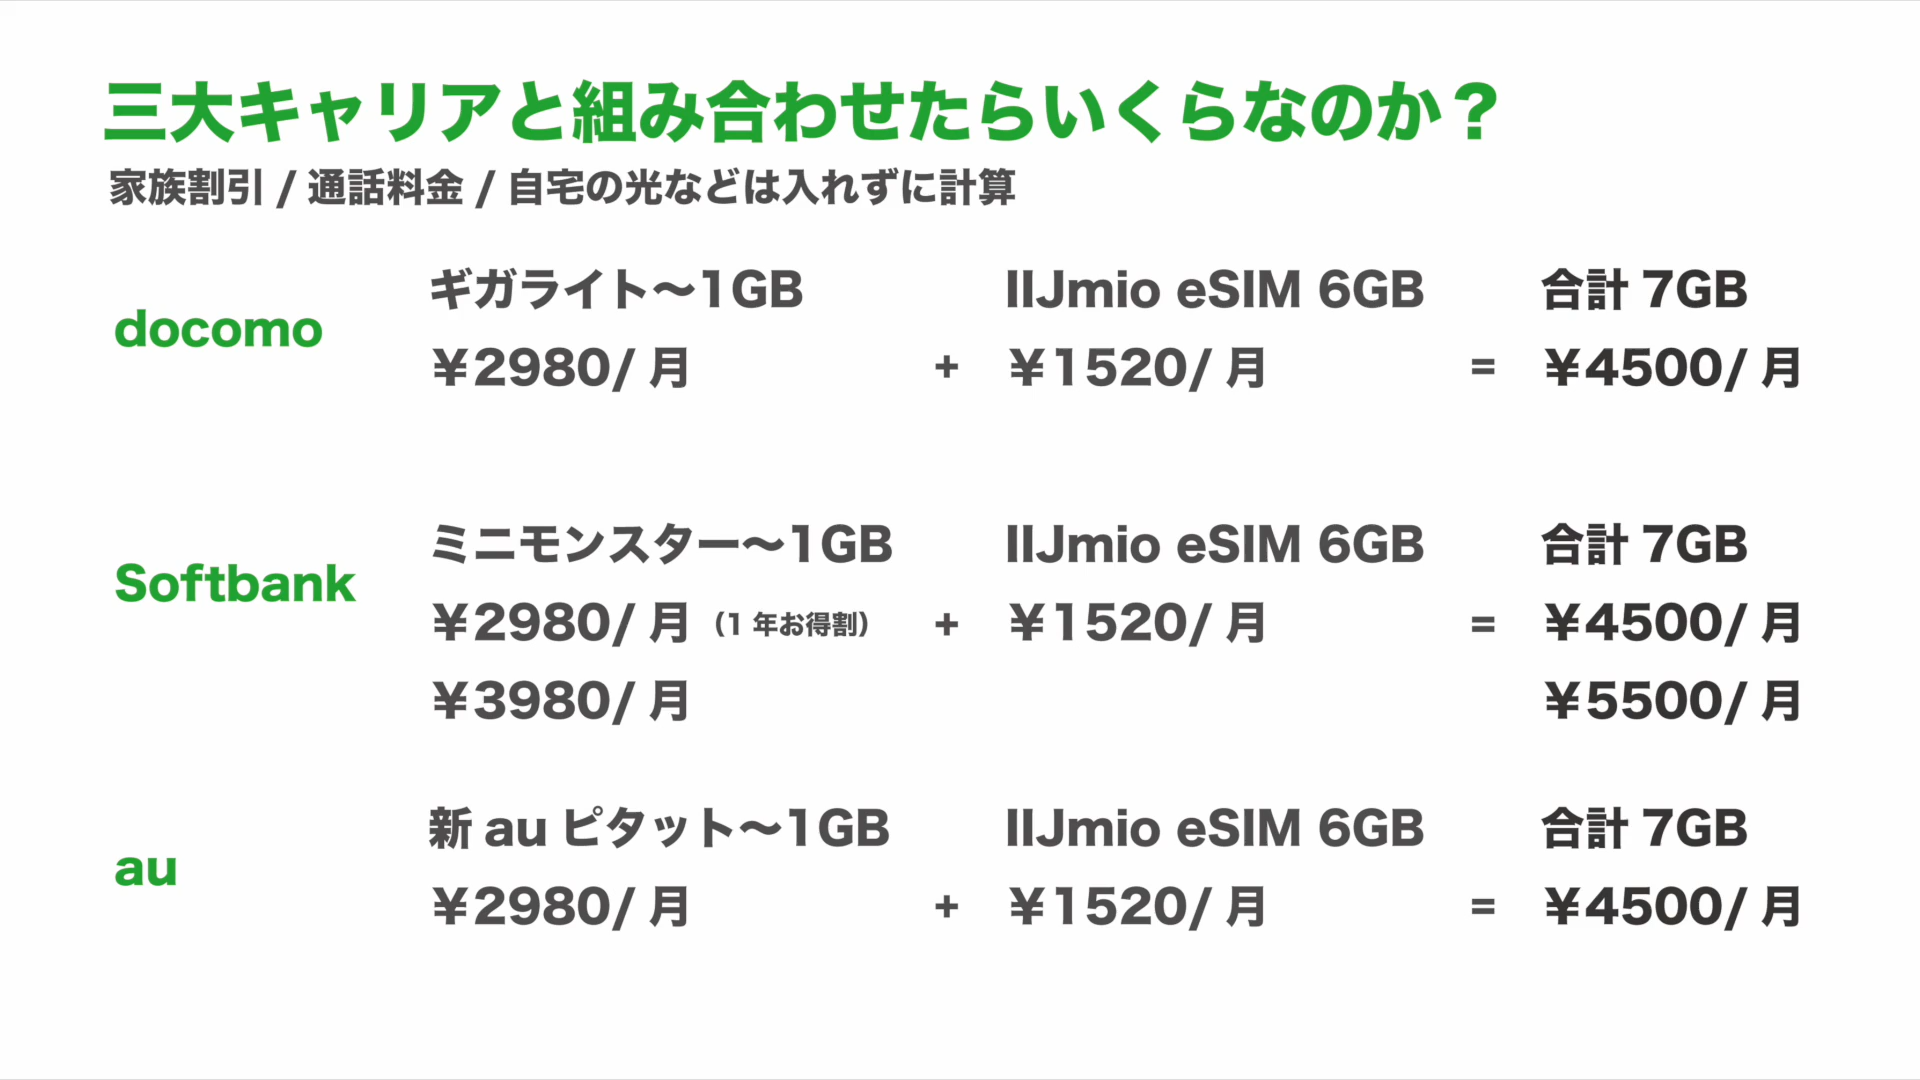 三大キャリアと組み合わせたらいくらなのか？
家族割引 / 通話料金 / 自宅の光などは入れずに計算
docomo
ギガライト〜1GB
IIJmio eSIM 6GB
合計 7GB
￥2980/ 月
+
￥1520/ 月
=
￥4500/ 月
Softbank
ミニモンスター〜1GB
IIJmio eSIM 6GB
合計 7GB
￥2980/ 月（1 年お得割）
+
￥1520/ 月
=
￥4500/ 月
￥3980/ 月
￥5500/ 月
au
新 au ピタット〜1GB
IIJmio eSIM 6GB
合計 7GB
￥2980/ 月
+
￥1520/ 月
=
￥4500/ 月